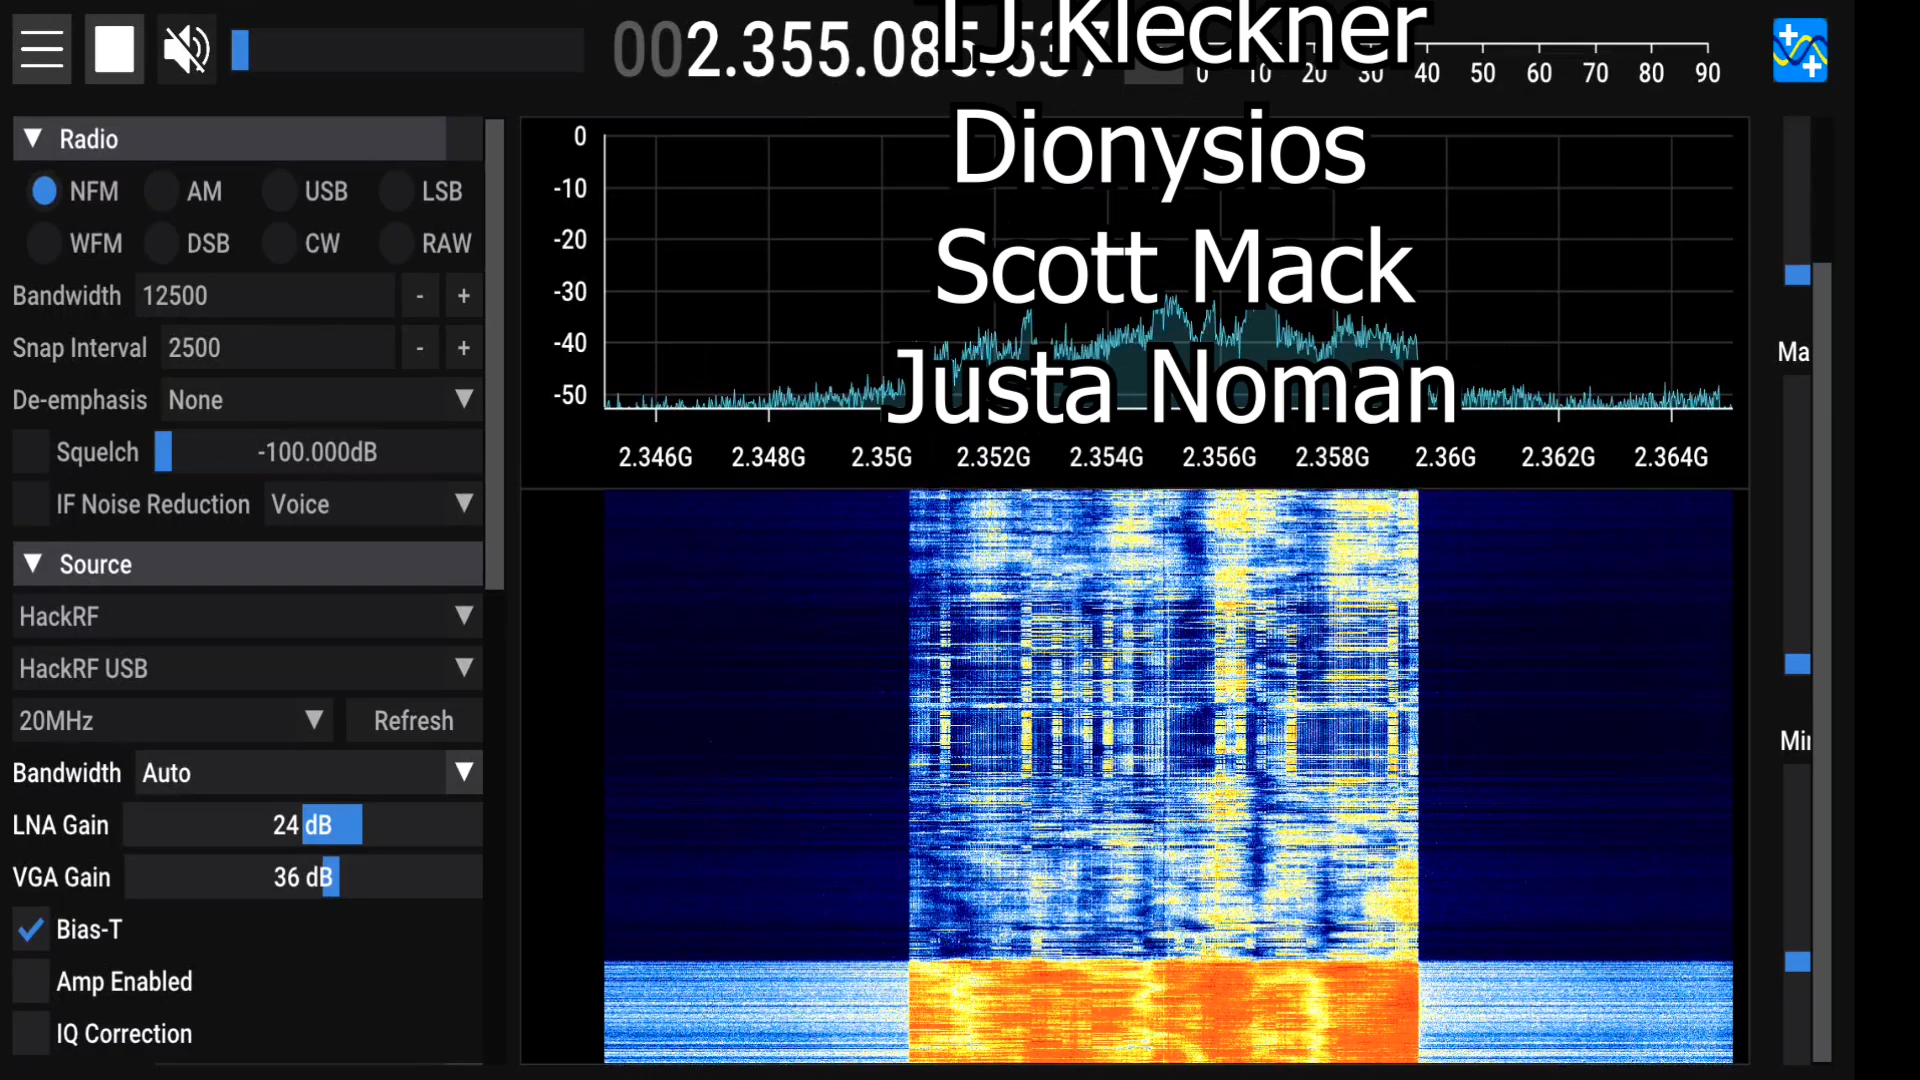 002.355.085.537
0 10 20 30 40 50 60 70 80 90
TJ Kleckner
Dionysios
Scott Mack
Justa Noman
Radio
NFM AM USB LSB
WFM DSB CW RAW
Bandwidth 12500 - +
Snap Interval 2500 - +
De-emphasis None
Squelch -100.000dB
IF Noise Reduction Voice
Source
HackRF
HackRF USB
20MHz Refresh
Bandwidth Auto
LNA Gain 24 dB
VGA Gain 36 dB
Bias-T
Amp Enabled
IQ Correction
0
-10
-20
-30
-40
-50
2.346G 2.348G 2.35G 2.352G 2.354G 2.356G 2.358G 2.36G 2.362G 2.364G
Ma
Mi